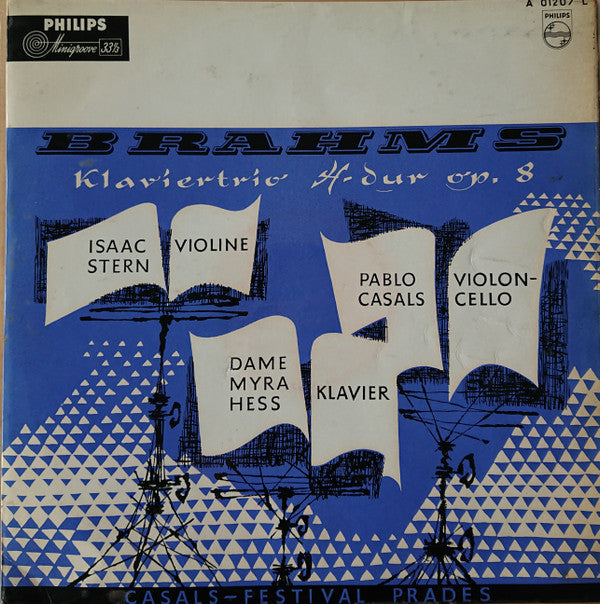 PHILIPS
Minigroove 33⅓
A 01207 L
PHILIPS
BRAHMS
Klaviertrio H-dur op. 8
ISAAC
STERN
VIOLINE
PABLO
CASALS
VIOLON-
CELLO
DAME
MYRA
HESS
KLAVIER
CASALS-FESTIVAL PRADES